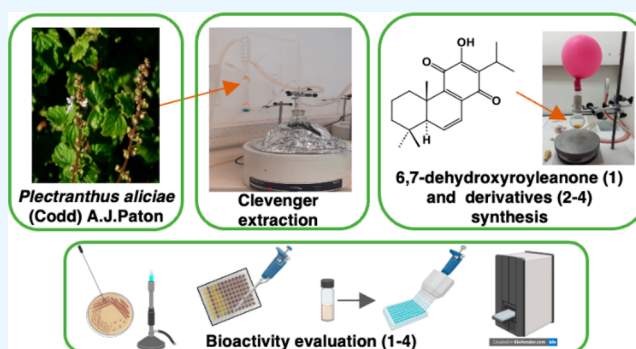 Plectranthus aliciae
(Codd) A.J.Paton
Clevenger
extraction
O
OH
O
H
6,7-dehydroxyroyleanone (1)
and derivatives (2-4)
synthesis
Bioactivity evaluation (1-4)